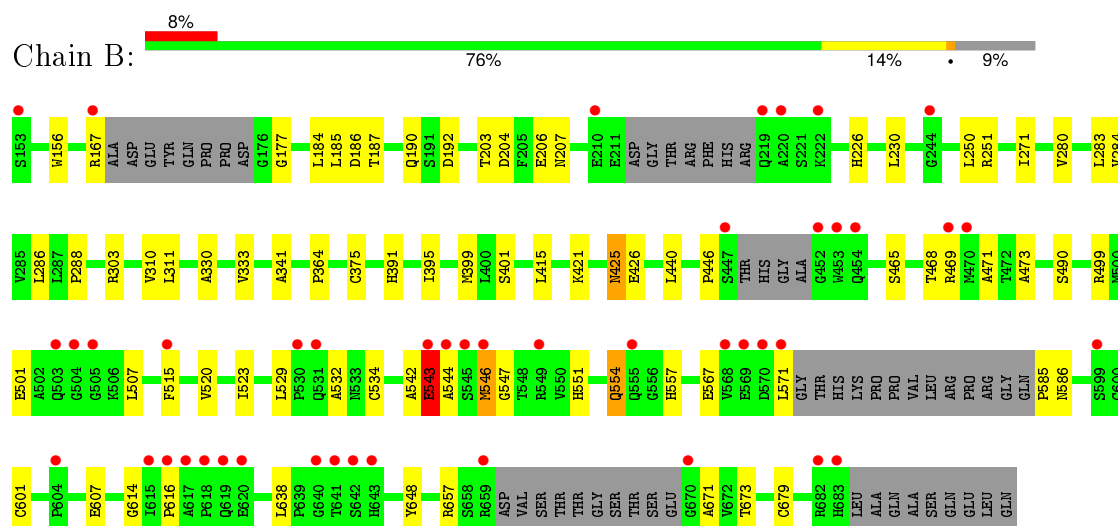 8%
Chain B:
76% 14% • 9%
S153 W156 R167 ALA ASP GLU TYR GLN PRO PRO ASP G176 G177 L184 L185 D186 T187 Q190 S191 D192 T203 D204 F205 E206 N207 E210 E211 ASP GLY THR ARG PHE HIS ARG Q219 A220 S221 K222 H226 L230 G244 L250 R251 I271 V280 L283 V284
V285 L286 L287 P288 R303 V310 L311 A330 V333 A341 P364 C375 H391 I395 M399 L400 S401 L415 K421 N425 E426 L440 P446 S447 THR HIS GLY ALA G452 W453 Q454 S465 T468 R469 M470 A471 T472 A473 S490 R499 M500
E501 A502 Q503 G504 G505 K506 L507 F515 V520 I523 L529 P530 Q531 A532 N533 C534 A542 E543 A544 S545 M546 G547 T548 R549 V550 H551 Q554 Q555 G556 H557 E567 V568 E569 D570 L571 GLY THR HIS LYS PRO PRO VAL LEU ARG PRO ARG GLY GLN P585 N586 S599 G600
C601 P604 E607 G614 I615 P616 A617 P618 Q619 E620 L638 P639 G640 T641 S642 H643 Y648 R657 S658 R659 ASP VAL SER THR THR GLY SER THR SER GLU G670 A671 V672 T673 C679 R682 H683 LEU ALA GLN ALA SER GLN GLU LEU GLN